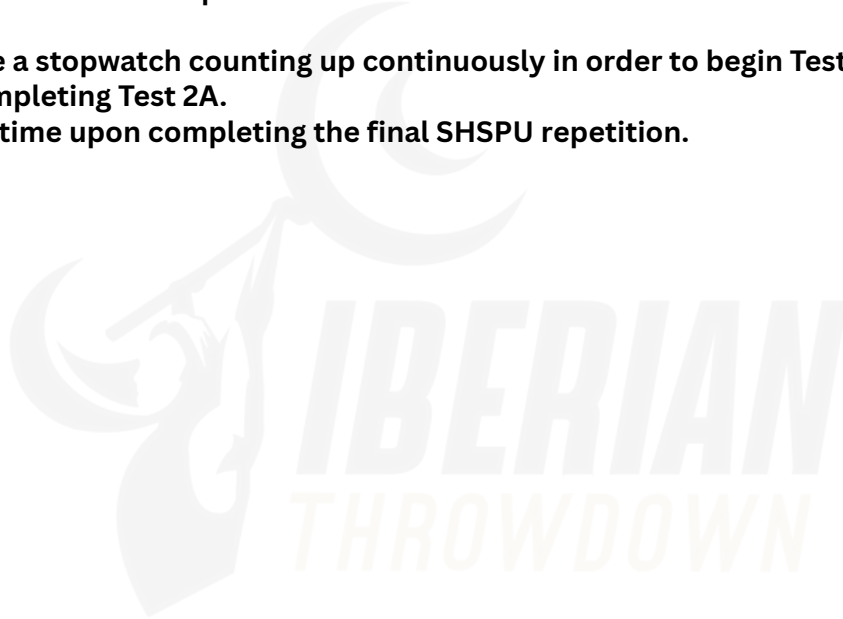 e a stopwatch counting up continuously in order to begin Test
mpleting Test 2A.
time upon completing the final SHSPU repetition.
IBERIAN
THROWDOWN